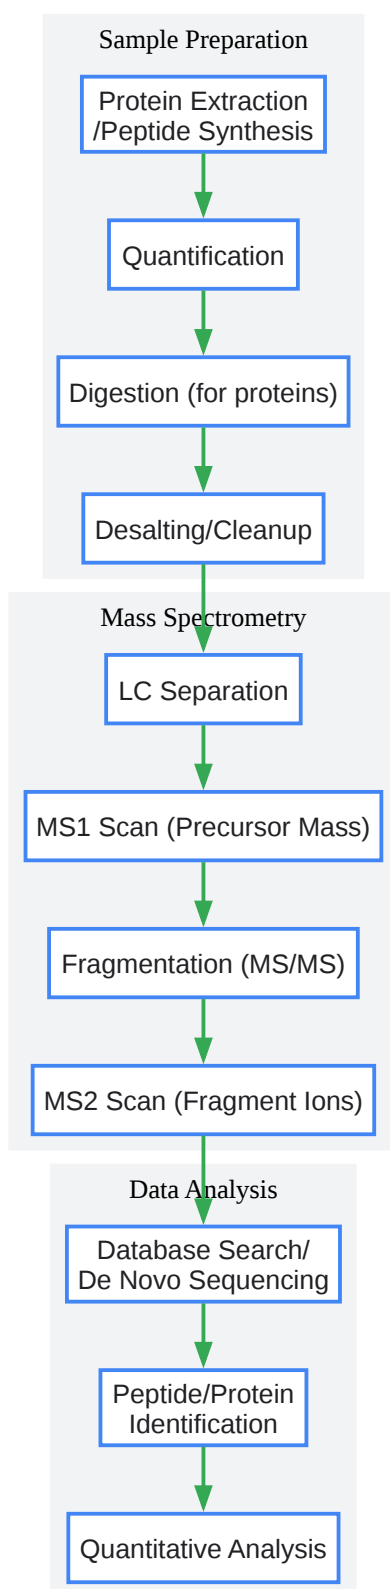 Sample Preparation
Protein Extraction
/Peptide Synthesis
Quantification
Digestion (for proteins)
Desalting/Cleanup
Mass Spectrometry
LC Separation
MS1 Scan (Precursor Mass)
Fragmentation (MS/MS)
MS2 Scan (Fragment Ions)
Data Analysis
Database Search/
De Novo Sequencing
Peptide/Protein
Identification
Quantitative Analysis